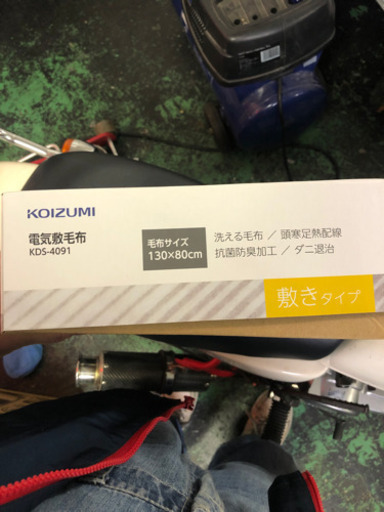 KOIZUMI
電気敷毛布
KDS-4091
毛布サイズ
130×80cm
洗える毛布 ／ 頭寒足熱配線
抗菌防臭加工 ／ ダニ退治
敷きタイプ